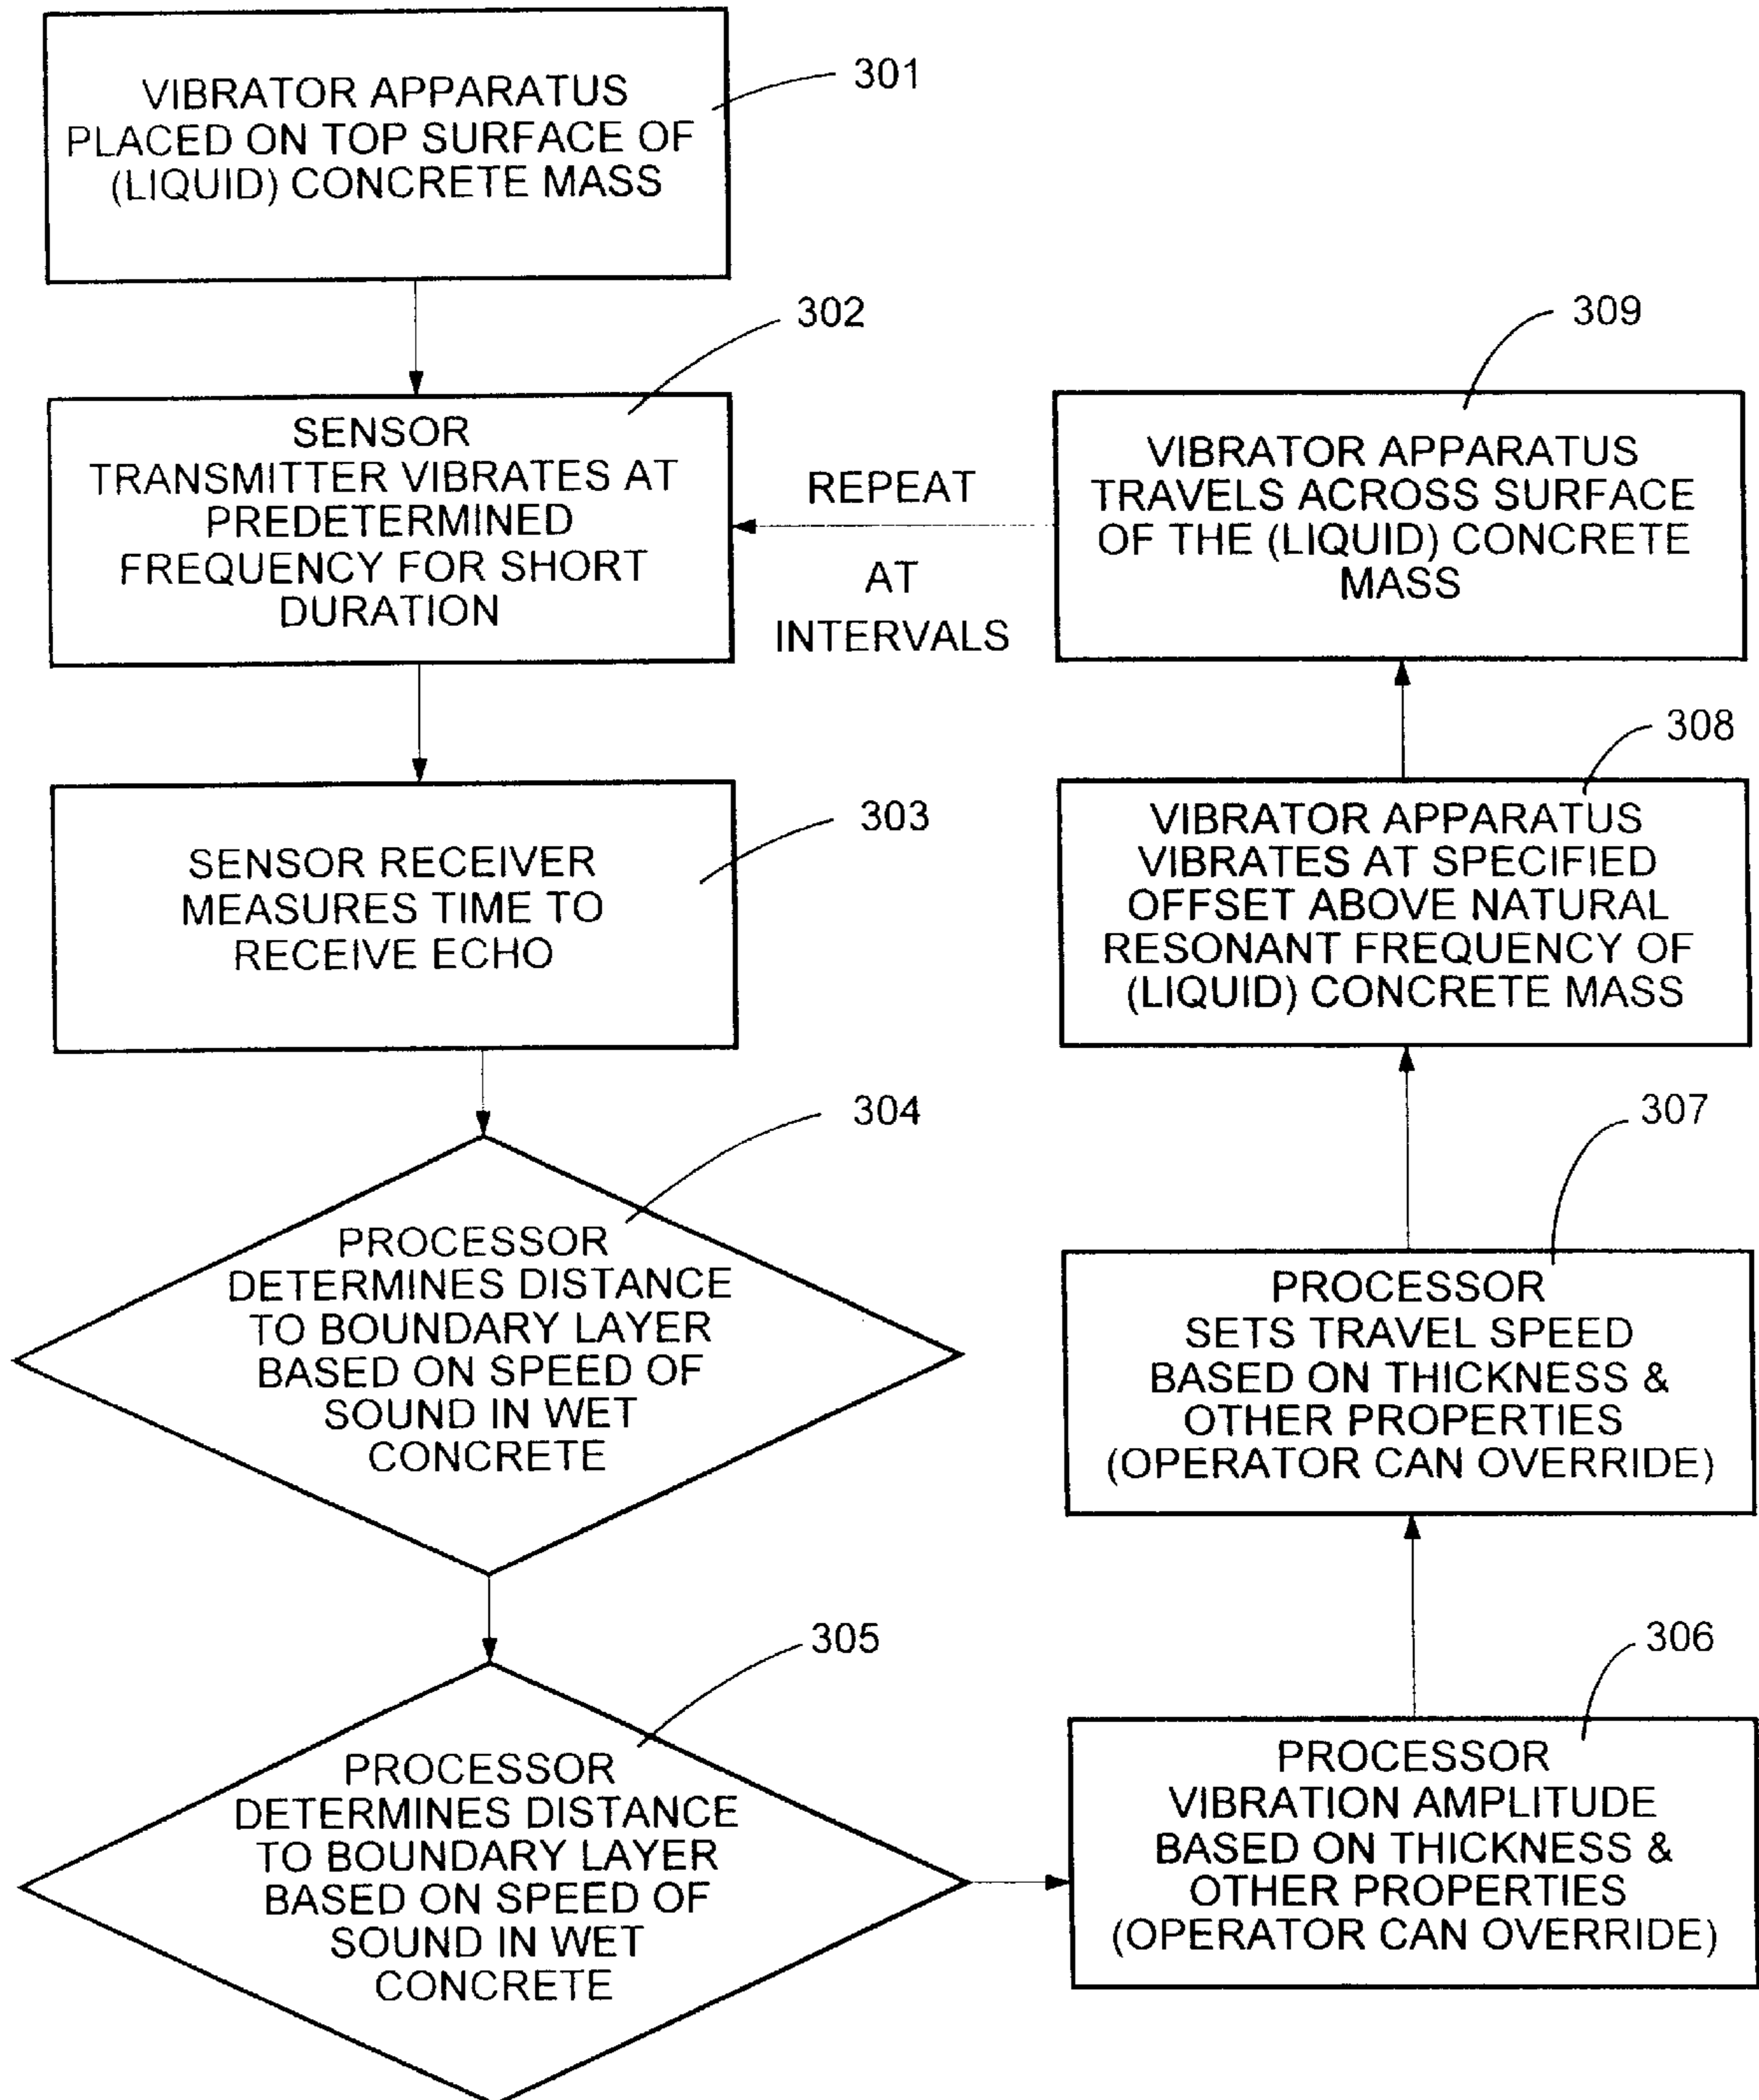 301
VIBRATOR APPARATUS
PLACED ON TOP SURFACE OF
(LIQUID) CONCRETE MASS
302
SENSOR
TRANSMITTER VIBRATES AT
PREDETERMINED
FREQUENCY FOR SHORT
DURATION
303
SENSOR RECEIVER
MEASURES TIME TO
RECEIVE ECHO
304
PROCESSOR
DETERMINES DISTANCE
TO BOUNDARY LAYER
BASED ON SPEED OF
SOUND IN WET
CONCRETE
305
PROCESSOR
DETERMINES DISTANCE
TO BOUNDARY LAYER
BASED ON SPEED OF
SOUND IN WET
CONCRETE
306
PROCESSOR
VIBRATION AMPLITUDE
BASED ON THICKNESS &
OTHER PROPERTIES
(OPERATOR CAN OVERRIDE)
307
PROCESSOR
SETS TRAVEL SPEED
BASED ON THICKNESS &
OTHER PROPERTIES
(OPERATOR CAN OVERRIDE)
308
VIBRATOR APPARATUS
VIBRATES AT SPECIFIED
OFFSET ABOVE NATURAL
RESONANT FREQUENCY OF
(LIQUID) CONCRETE MASS
309
VIBRATOR APPARATUS
TRAVELS ACROSS SURFACE
OF THE (LIQUID) CONCRETE
MASS
REPEAT
AT
INTERVALS